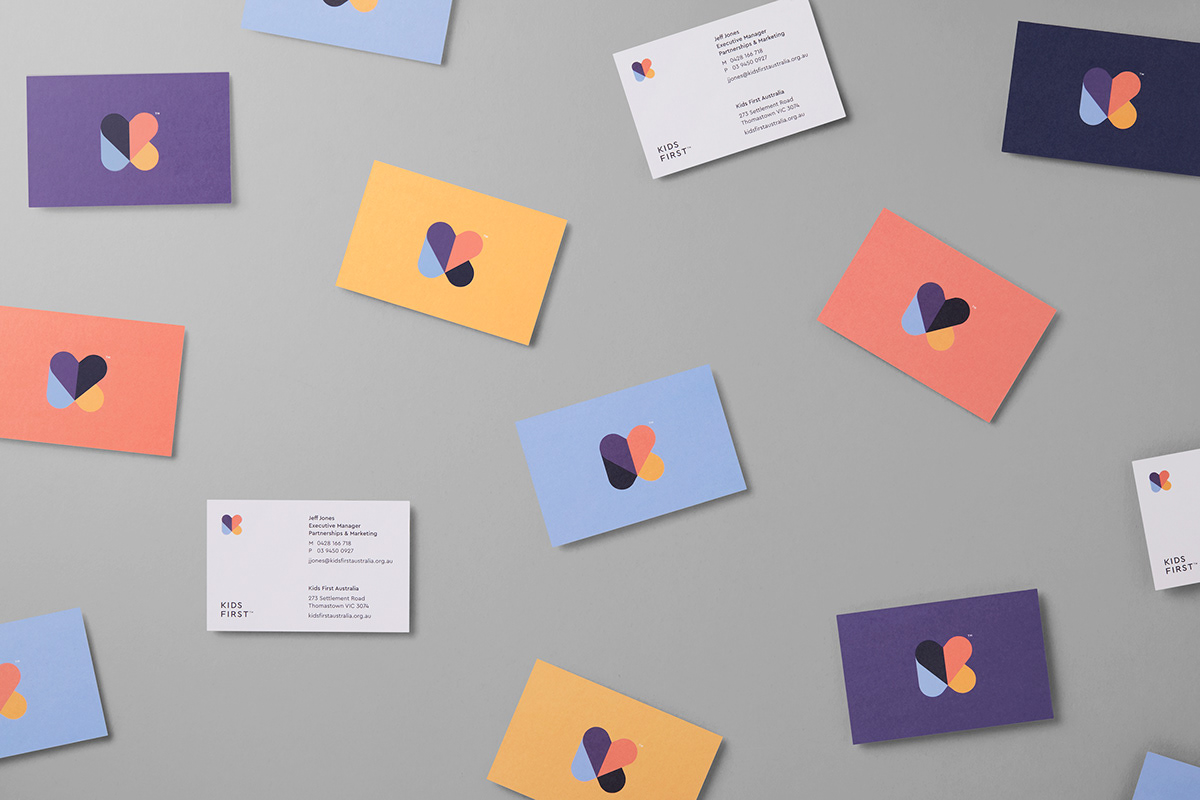 Jeff Jones
Executive Manager
Partnerships & Marketing
M 0428 166 718
P 03 9450 0927
jjones@kidsfirstaustralia.org.au
Kids First Australia
273 Settlement Road
Thomastown VIC 3074
kidsfirstaustralia.org.au
KIDS
FIRST™
Jeff Jones
Executive Manager
Partnerships & Marketing
M 0428 166 718
P 03 9450 0927
jjones@kidsfirstaustralia.org.au
Kids First Australia
273 Settlement Road
Thomastown VIC 3074
kidsfirstaustralia.org.au
KIDS
FIRST™
KIDS
FIRST™